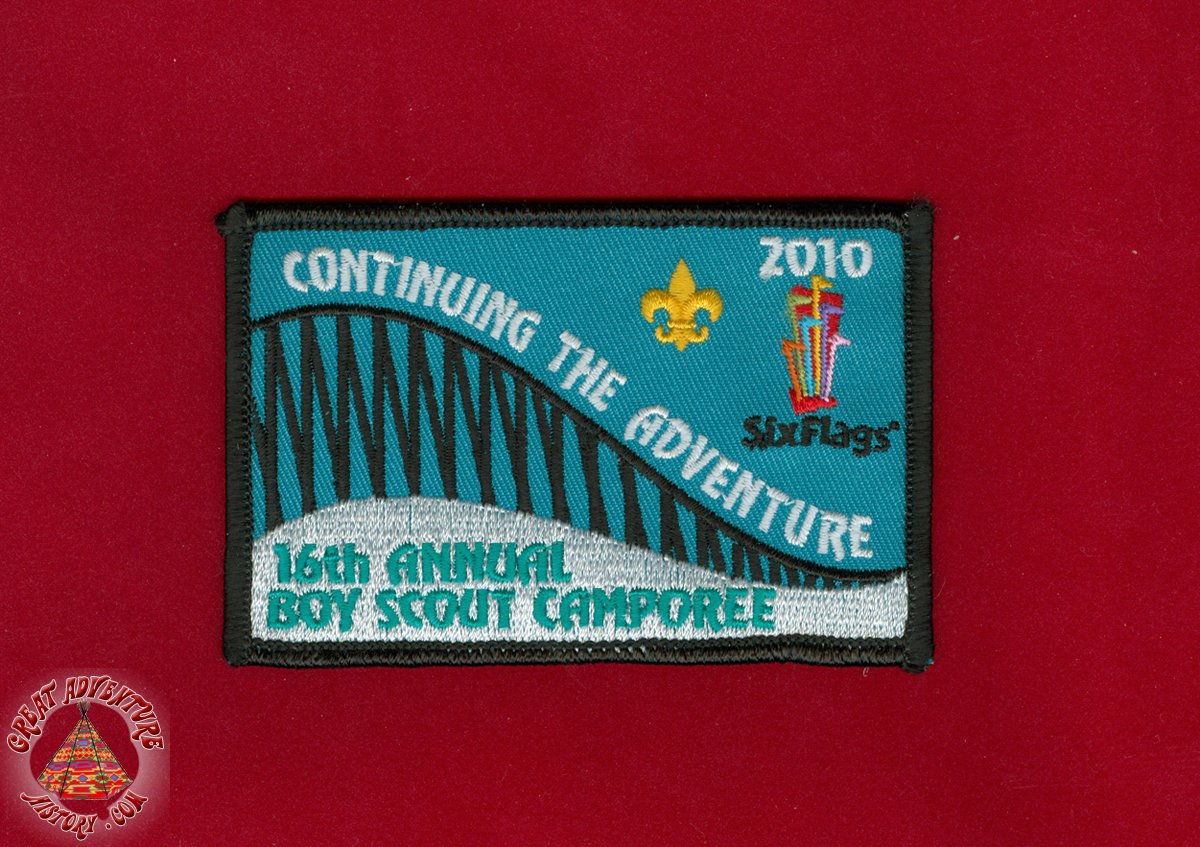 CONTINUING THE ADVENTURE
2010
SixFlags®
16th ANNUAL
BOY SCOUT CAMPOREE
GREAT ADVENTURE
HISTORY.COM